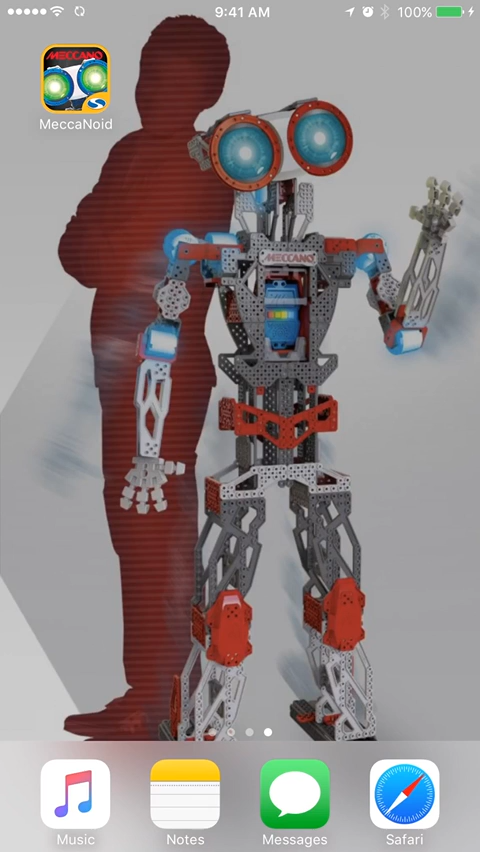 9:41 AM
100%
MECCANO
MeccaNoid
MECCANO
Music
Notes
Messages
Safari